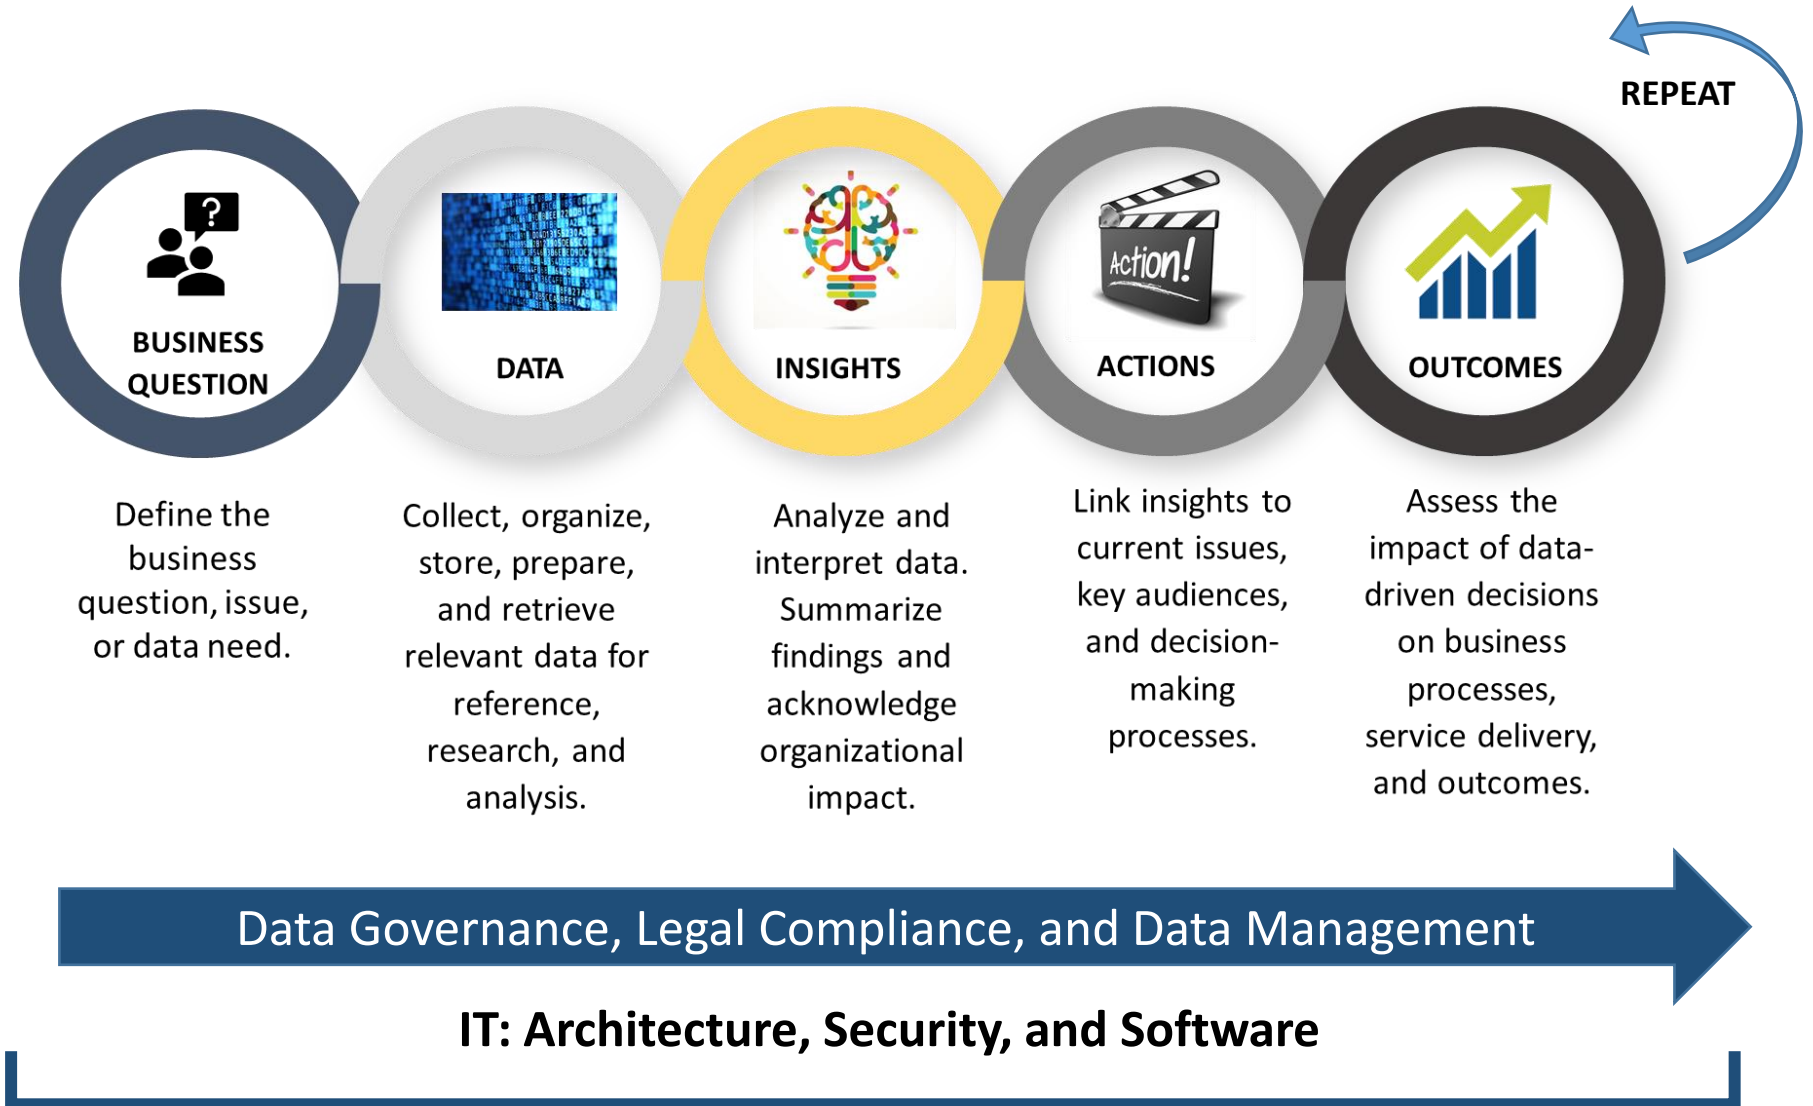 REPEAT
?
BUSINESS
QUESTION
DATA
INSIGHTS
Action!
ACTIONS
OUTCOMES
Define the
business
question, issue,
or data need.
Collect, organize,
store, prepare,
and retrieve
relevant data for
reference,
research, and
analysis.
Analyze and
interpret data.
Summarize
findings and
acknowledge
organizational
impact.
Link insights to
current issues,
key audiences,
and decision-
making
processes.
Assess the
impact of data-
driven decisions
on business
processes,
service delivery,
and outcomes.
Data Governance, Legal Compliance, and Data Management
IT: Architecture, Security, and Software